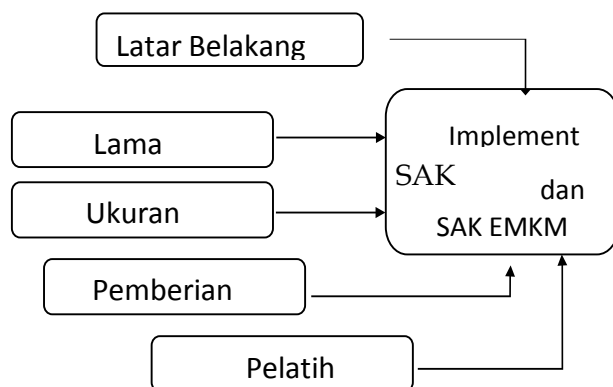 Latar Belakang
Lama
Ukuran
Pemberian
Pelatih
Implement
SAK
dan
SAK EMKM